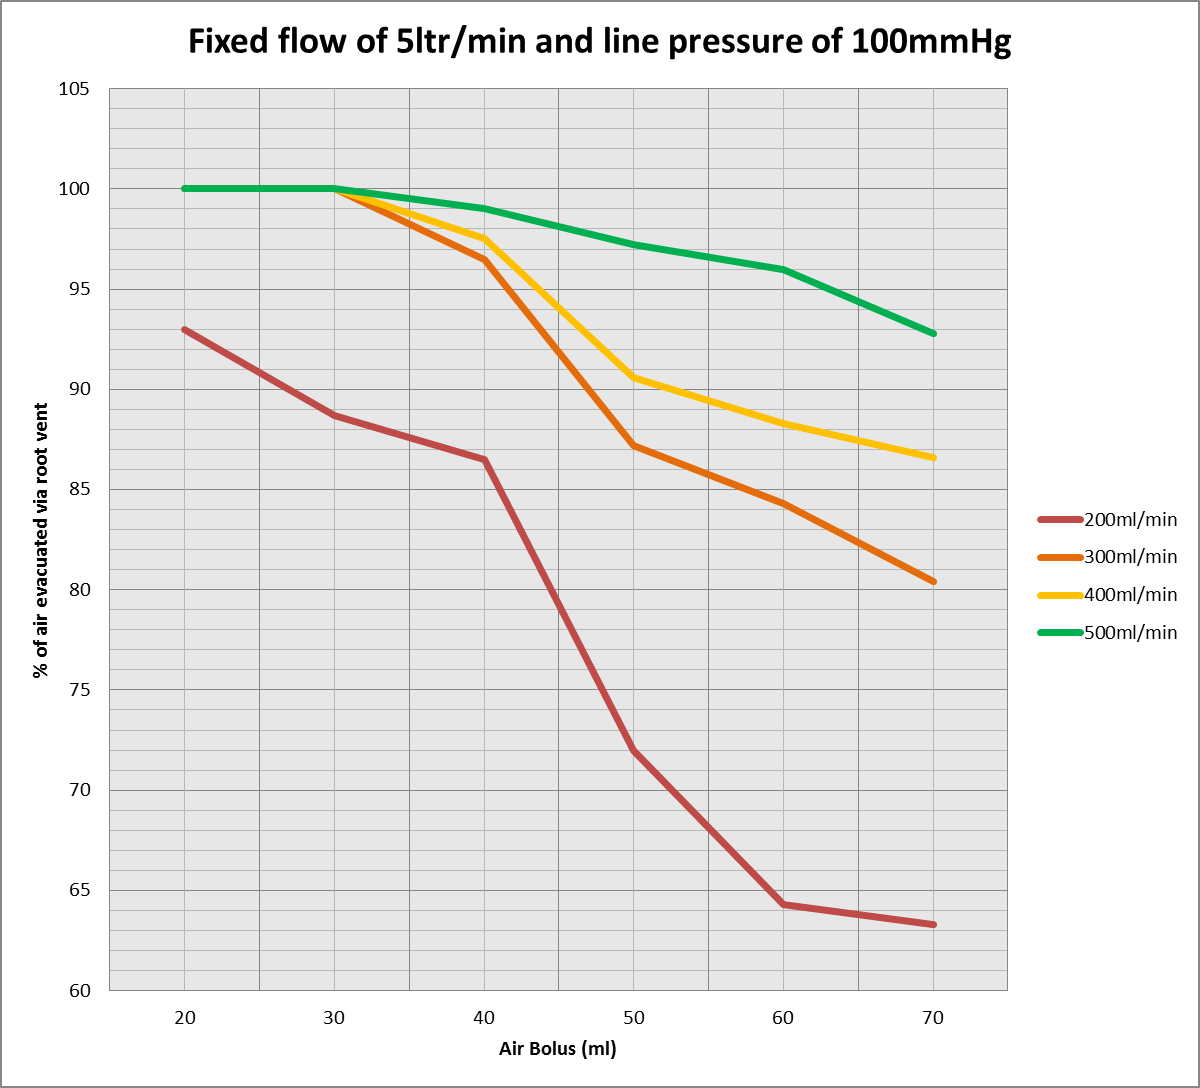 Fixed flow of 5ltr/min and line pressure of 100mmHg
105
100
95
90
85
80
75
70
65
60
% of air evacuated via root vent
20 30 40 50 60 70
Air Bolus (ml)
200ml/min
300ml/min
400ml/min
500ml/min